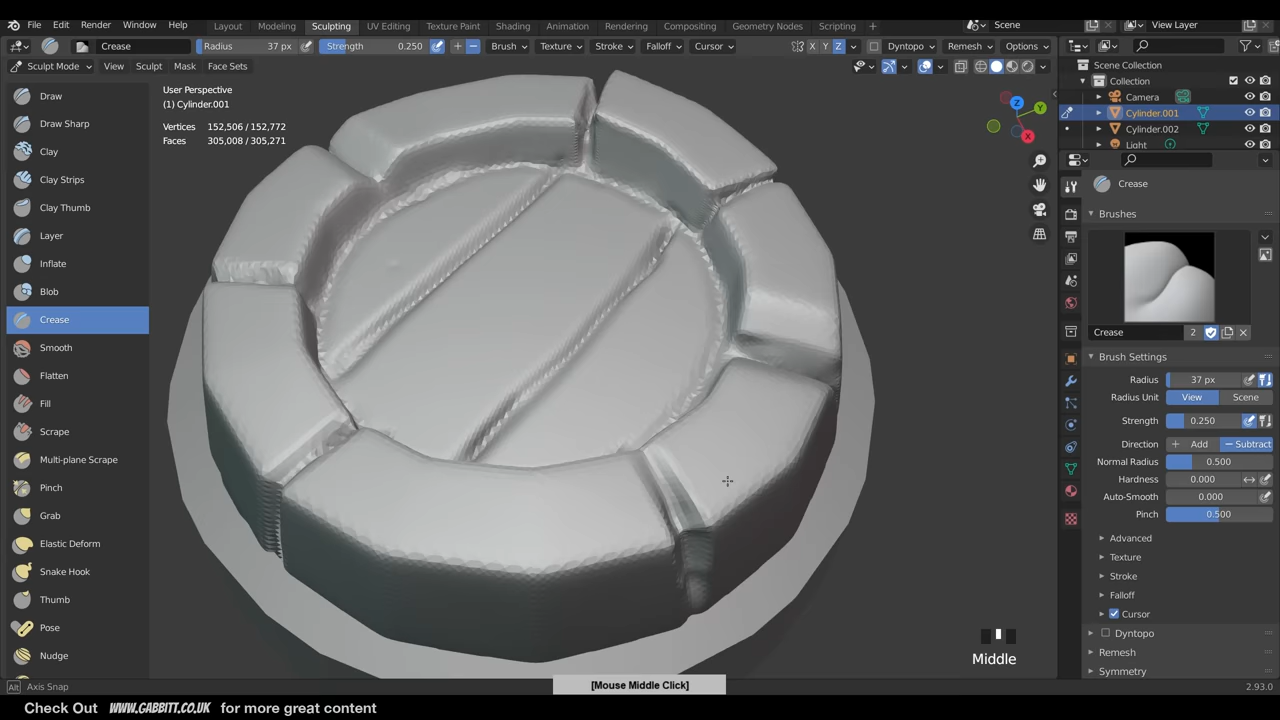 File Edit Render Window Help Layout Modeling Sculpting UV Editing Texture Paint Shading Animation Rendering Compositing Geometry Nodes Scripting + Scene View Layer
Crease Radius 37 px Strength 0.250 Brush Texture Stroke Falloff Cursor X Y Z Dyntopo Remesh Options
Sculpt Mode View Sculpt Mask Face Sets
Scene Collection
Collection
Camera
Cylinder.001
Cylinder.002
Light
User Perspective
(1) Cylinder.001
Vertices 152,506 / 152,772
Faces 305,008 / 305,271
Z
Y
X
Draw
Draw Sharp
Clay
Clay Strips
Clay Thumb
Layer
Inflate
Blob
Crease
Smooth
Flatten
Fill
Scrape
Multi-plane Scrape
Pinch
Grab
Elastic Deform
Snake Hook
Thumb
Pose
Nudge
Crease
Brushes
Crease 2
Brush Settings
Radius 37 px
Radius Unit View Scene
Strength 0.250
Direction + Add − Subtract
Normal Radius 0.500
Hardness 0.000
Auto-Smooth 0.000
Pinch 0.500
Advanced
Texture
Stroke
Falloff
Cursor
Dyntopo
Remesh
Symmetry
Middle
Alt Axis Snap
[Mouse Middle Click]
2.93.0
Check Out www.gabbitt.co.uk for more great content